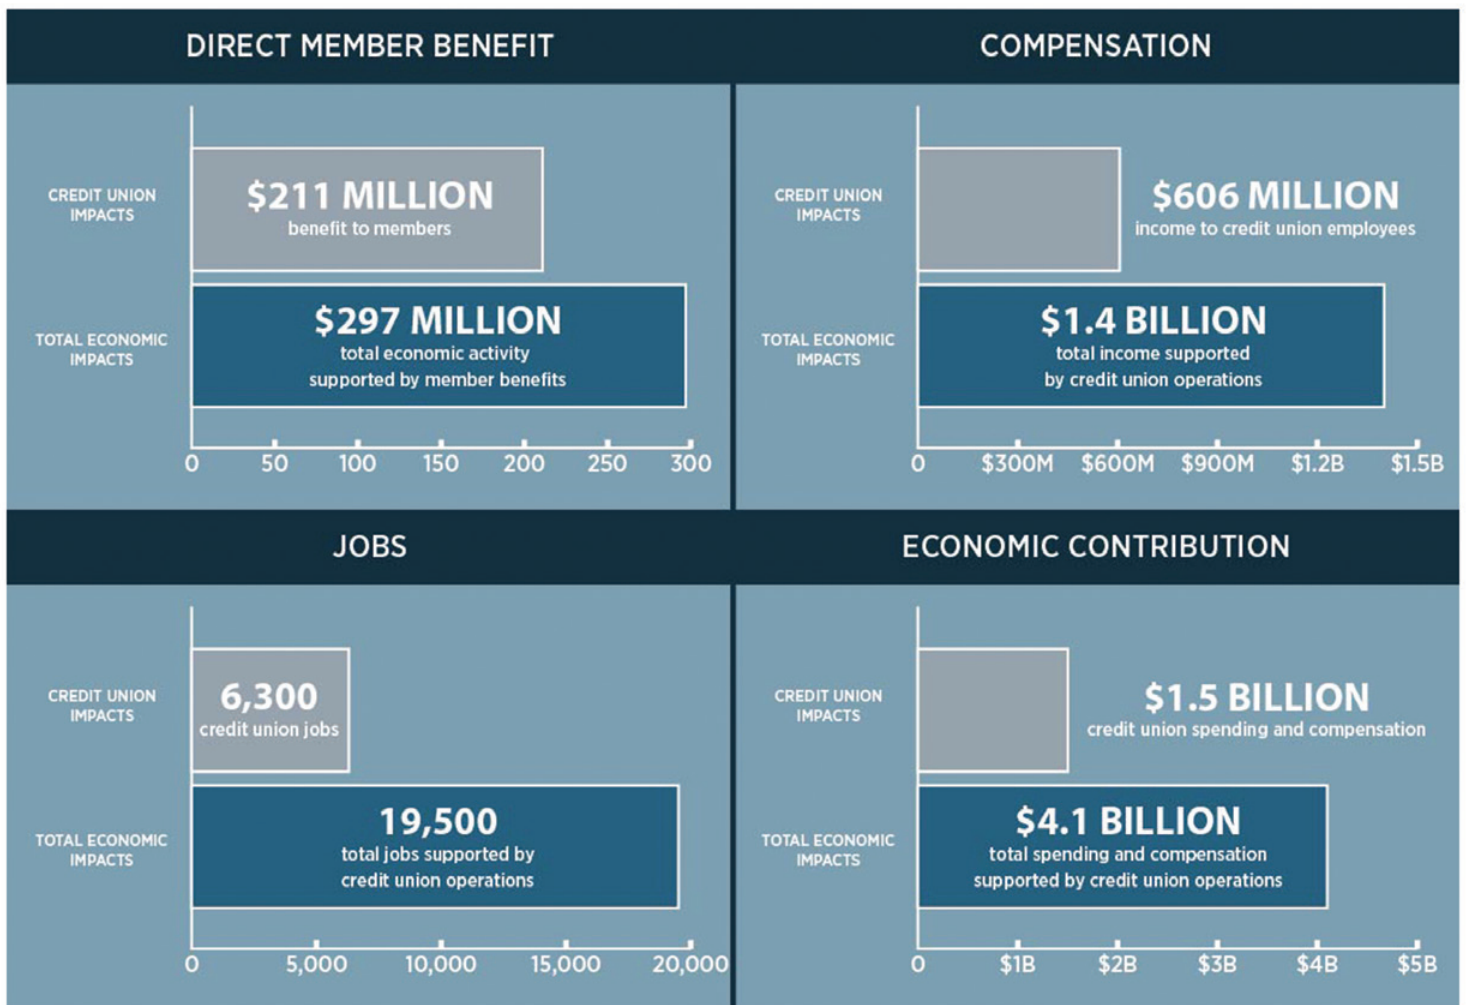 DIRECT MEMBER BENEFIT
CREDIT UNION
IMPACTS
$211 MILLION
benefit to members
TOTAL ECONOMIC
IMPACTS
$297 MILLION
total economic activity
supported by member benefits
0 50 100 150 200 250 300
COMPENSATION
CREDIT UNION
IMPACTS
$606 MILLION
income to credit union employees
TOTAL ECONOMIC
IMPACTS
$1.4 BILLION
total income supported
by credit union operations
0 $300M $600M $900M $1.2B $1.5B
JOBS
CREDIT UNION
IMPACTS
6,300
credit union jobs
TOTAL ECONOMIC
IMPACTS
19,500
total jobs supported by
credit union operations
0 5,000 10,000 15,000 20,000
ECONOMIC CONTRIBUTION
CREDIT UNION
IMPACTS
$1.5 BILLION
credit union spending and compensation
TOTAL ECONOMIC
IMPACTS
$4.1 BILLION
total spending and compensation
supported by credit union operations
0 $1B $2B $3B $4B $5B